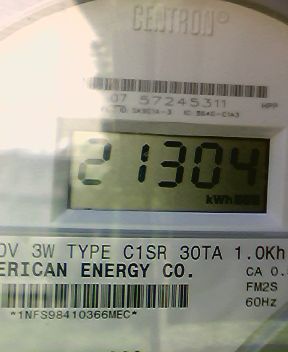 CENTRON®
07 57245311 HPP
21304
kWh
0V 3W TYPE C1SR 30TA 1.0Kh
ERICAN ENERGY CO. CA 0.
FM2S
60Hz
*1NFS98410366MEC*